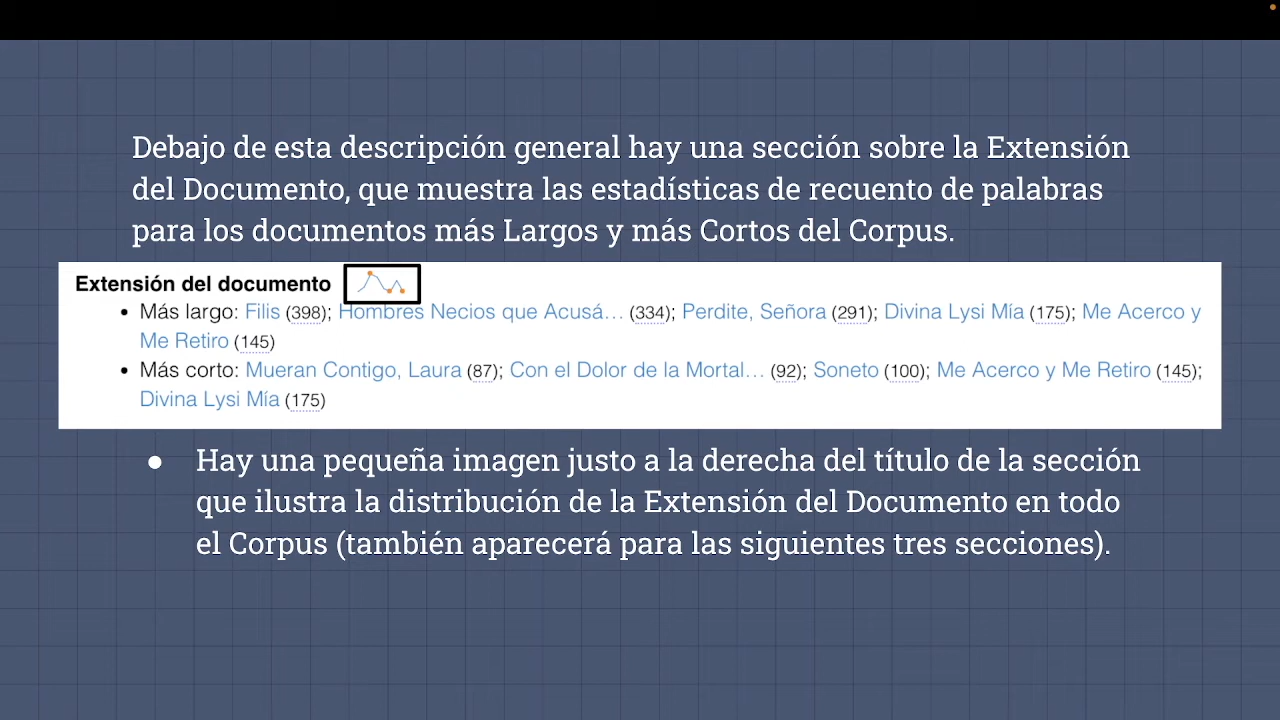 Debajo de esta descripción general hay una sección sobre la Extensión
del Documento, que muestra las estadísticas de recuento de palabras
para los documentos más Largos y más Cortos del Corpus.
Extensión del documento
• Más largo: Filis (398); Hombres Necios que Acusá… (334); Perdite, Señora (291); Divina Lysi Mía (175); Me Acerco y
Me Retiro (145)
• Más corto: Mueran Contigo, Laura (87); Con el Dolor de la Mortal… (92); Soneto (100); Me Acerco y Me Retiro (145);
Divina Lysi Mía (175)
● Hay una pequeña imagen justo a la derecha del título de la sección
que ilustra la distribución de la Extensión del Documento en todo
el Corpus (también aparecerá para las siguientes tres secciones).